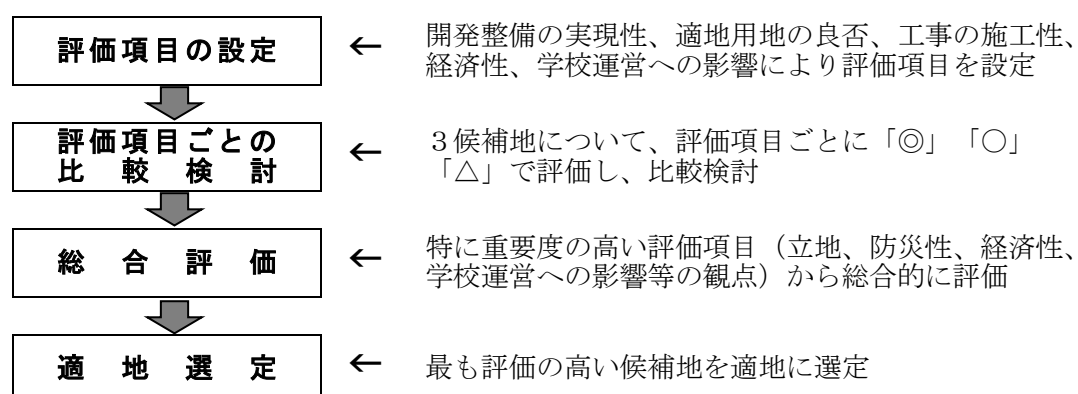 評価項目の設定
← 開発整備の実現性、適地用地の良否、工事の施工性、
経済性、学校運営への影響により評価項目を設定
評価項目ごとの
比較検討
← 3候補地について、評価項目ごとに「◎」「○」
「△」で評価し、比較検討
総合評価
← 特に重要度の高い評価項目（立地、防災性、経済性、
学校運営への影響等の観点）から総合的に評価
適地選定
← 最も評価の高い候補地を適地に選定